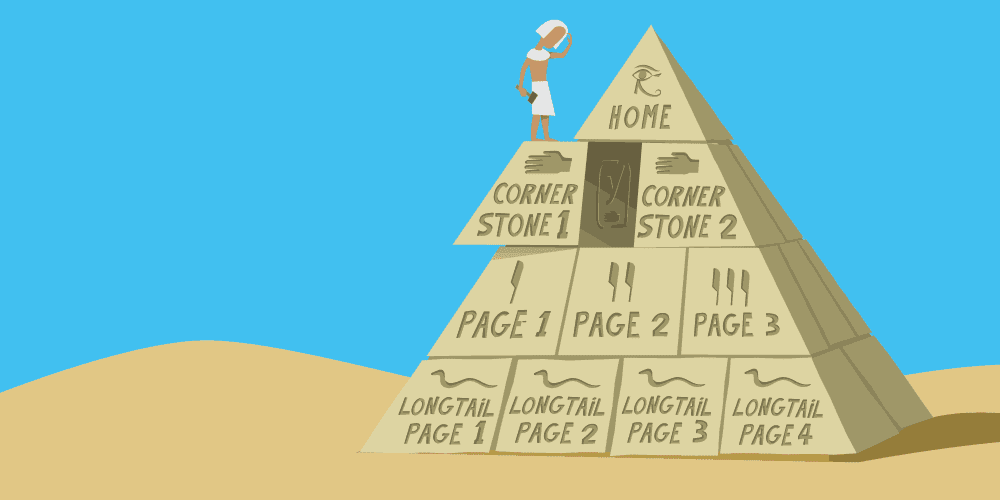 HOME
CORNER STONE 1
y
CORNER STONE 2
PAGE 1
PAGE 2
PAGE 3
LONGTAiL PAGE 1
LONGTAiL PAGE 2
LONGTAiL PAGE 3
LONGTAiL PAGE 4